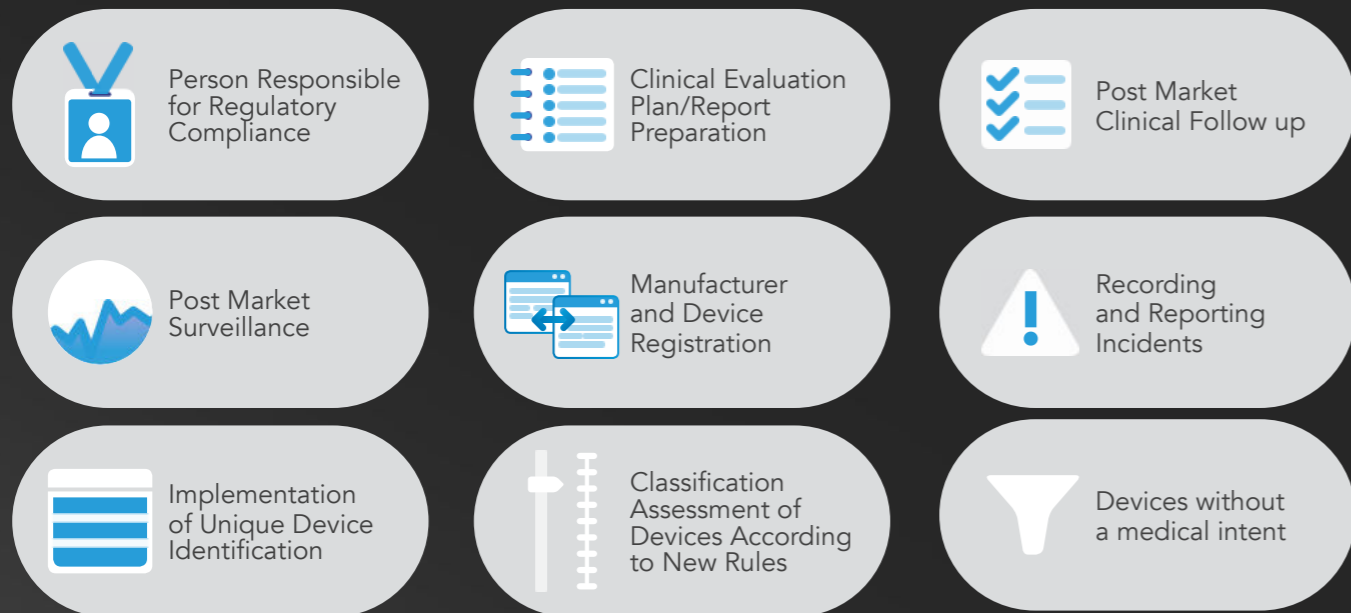 Person Responsible
for Regulatory
Compliance
Clinical Evaluation
Plan/Report
Preparation
Post Market
Clinical Follow up
Post Market
Surveillance
Manufacturer
and Device
Registration
Recording
and Reporting
Incidents
Implementation
of Unique Device
Identification
Classification
Assessment of
Devices According
to New Rules
Devices without
a medical intent